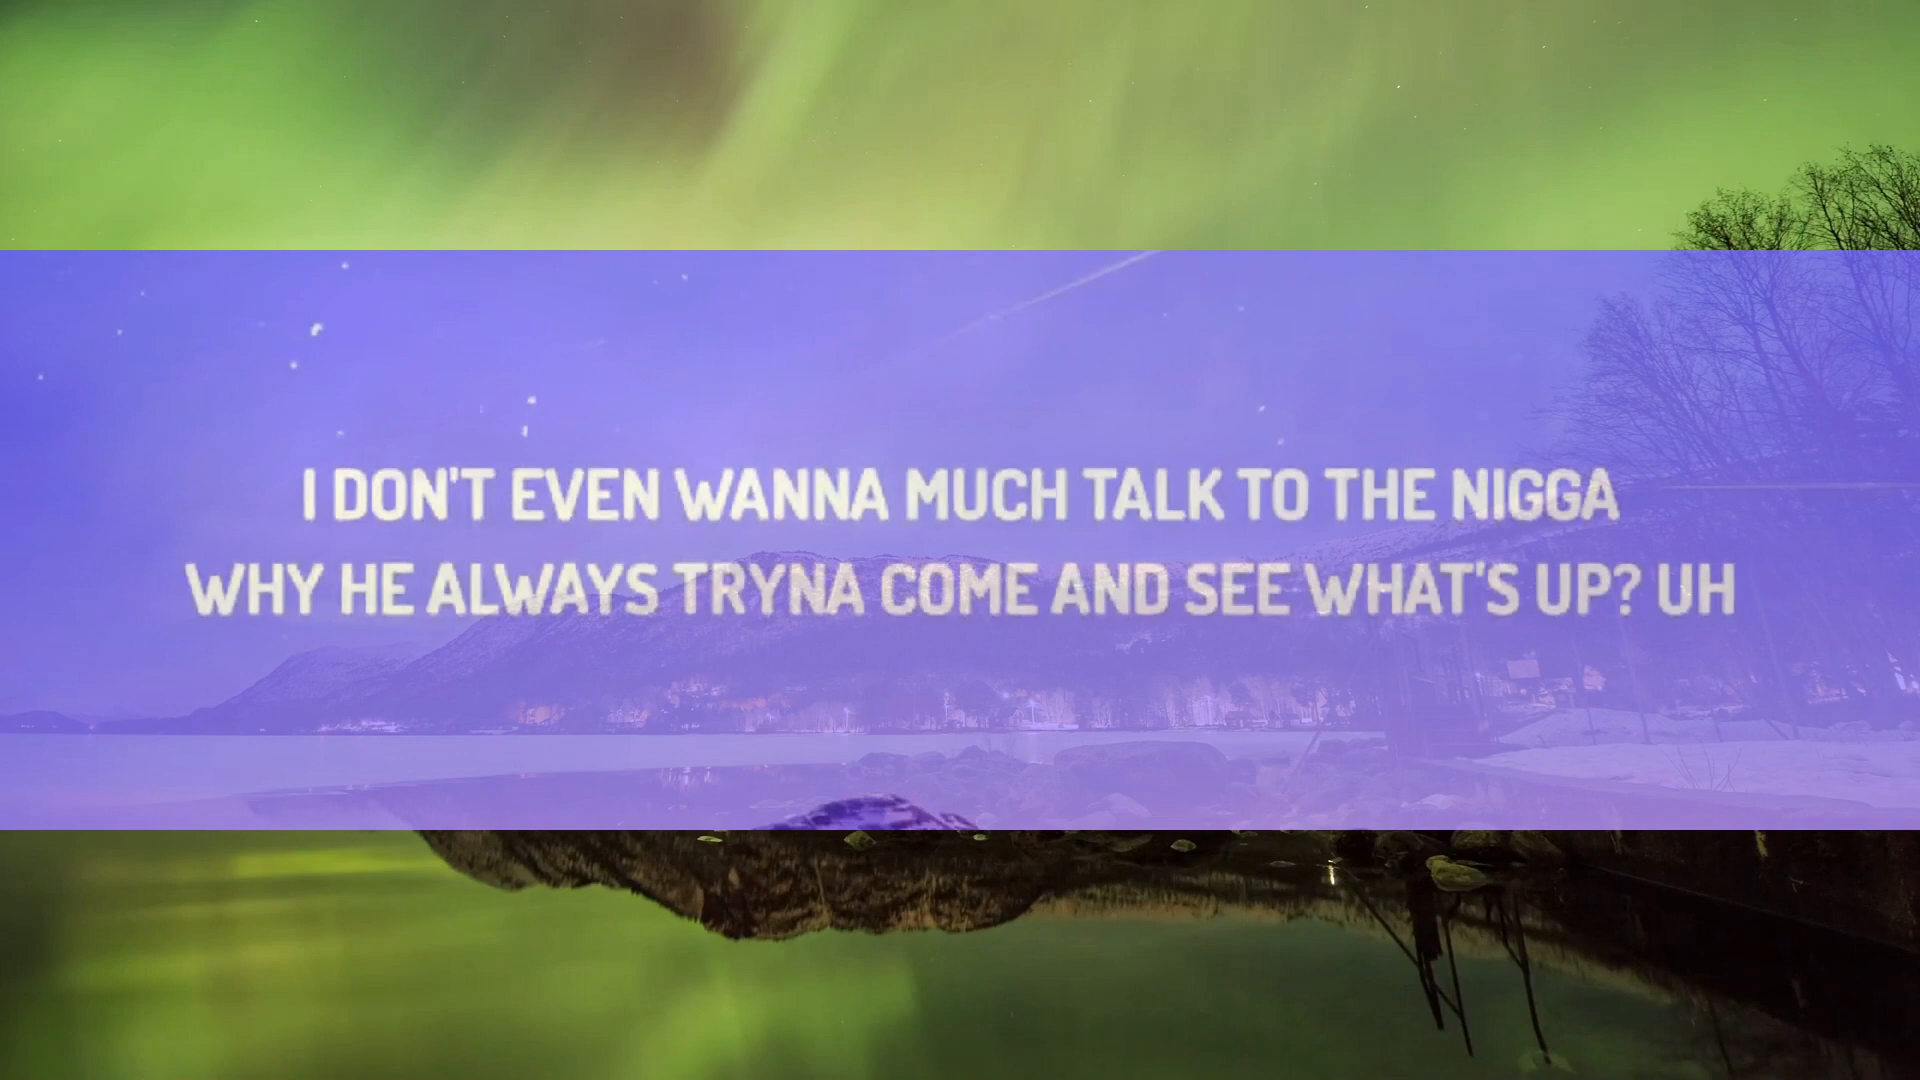 I DON'T EVEN WANNA MUCH TALK TO THE NIGGA
WHY HE ALWAYS TRYNA COME AND SEE WHAT'S UP? UH